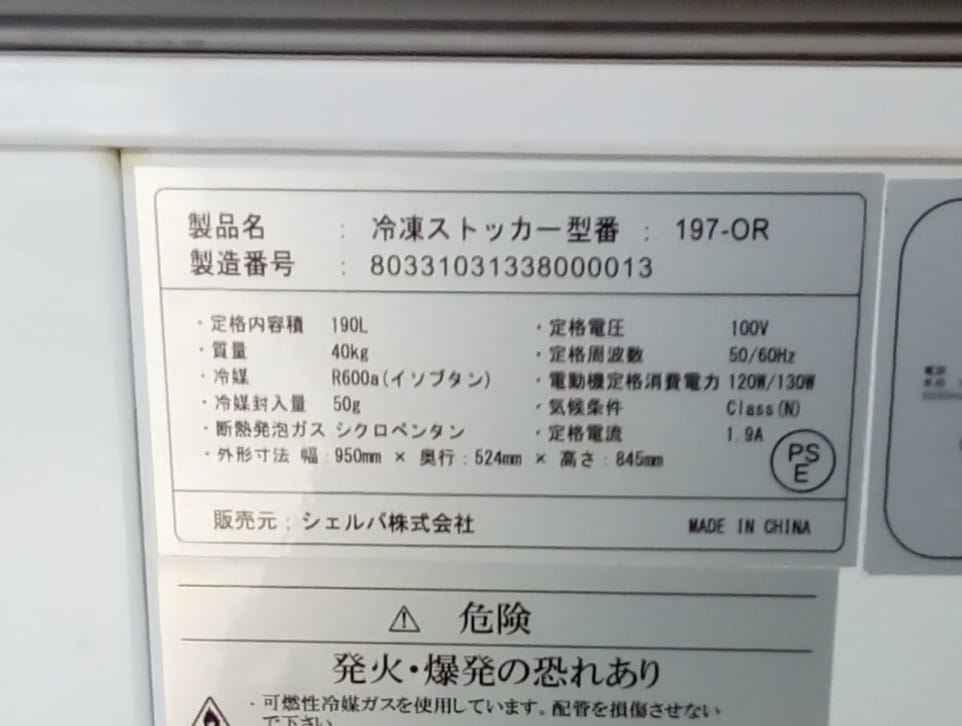 製品名 : 冷凍ストッカー型番 : 197-OR
製造番号 : 80331031338000013
・定格内容積 190L ・定格電圧 100V
・質量 40kg ・定格周波数 50/60Hz
・冷媒 R600a(イソブタン) ・電動機定格消費電力 120W/130W
・冷媒封入量 50g ・気候条件 Class(N)
・断熱発泡ガス シクロペンタン ・定格電流 1.9A
・外形寸法 幅:950mm × 奥行:524mm × 高さ:845mm
PS
E
販売元:シェルパ株式会社 MADE IN CHINA
⚠ 危険
発火・爆発の恐れあり
・可燃性冷媒ガスを使用しています。配管を損傷させない
で下さい